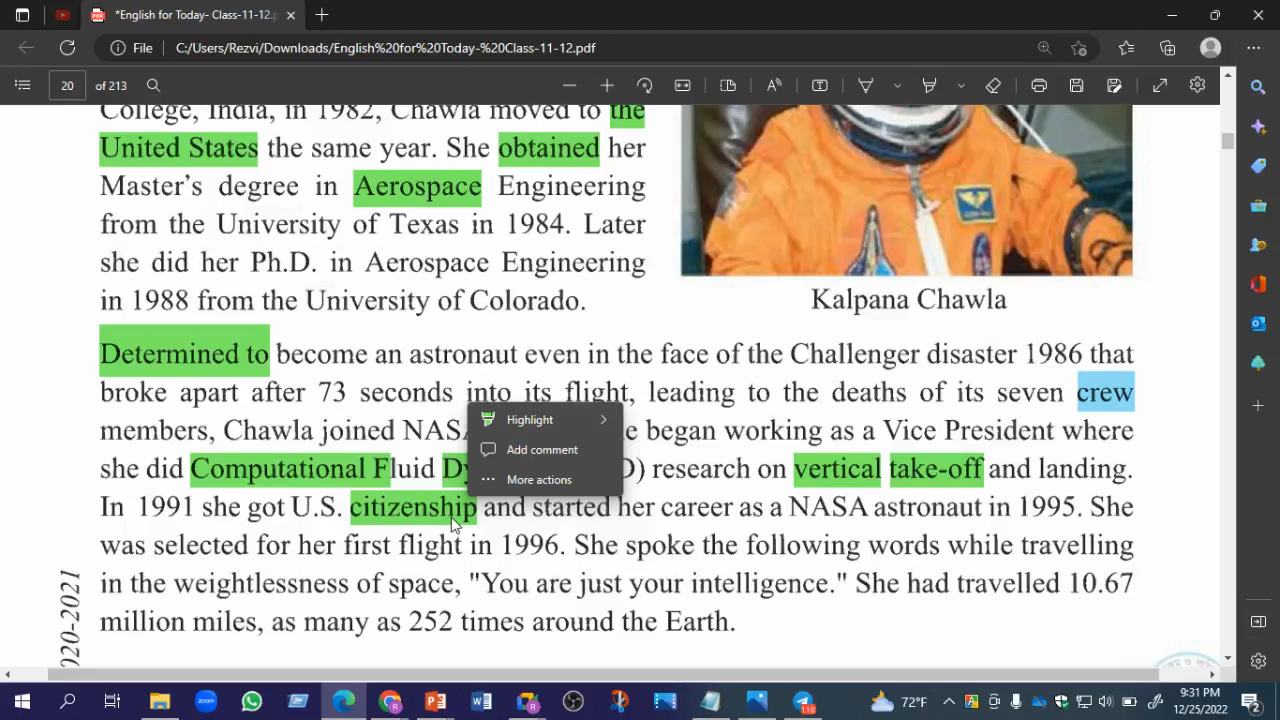 *English for Today- Class-11-12.p
File C:/Users/Rezvi/Downloads/English%20for%20Today-%20Class-11-12.pdf
20 of 213
College, India, in 1982, Chawla moved to the
United States the same year. She obtained her
Master's degree in Aerospace Engineering
from the University of Texas in 1984. Later
she did her Ph.D. in Aerospace Engineering
in 1988 from the University of Colorado.
Kalpana Chawla
Determined to become an astronaut even in the face of the Challenger disaster 1986 that
broke apart after 73 seconds into its flight, leading to the deaths of its seven crew
members, Chawla joined NASA e began working as a Vice President where
she did Computational Fluid Dy D) research on vertical take-off and landing.
In 1991 she got U.S. citizenship and started her career as a NASA astronaut in 1995. She
was selected for her first flight in 1996. She spoke the following words while travelling
in the weightlessness of space, "You are just your intelligence." She had travelled 10.67
million miles, as many as 252 times around the Earth.
Highlight
Add comment
More actions
020-2021
zoom
116
72°F
9:31 PM
12/25/2022
2